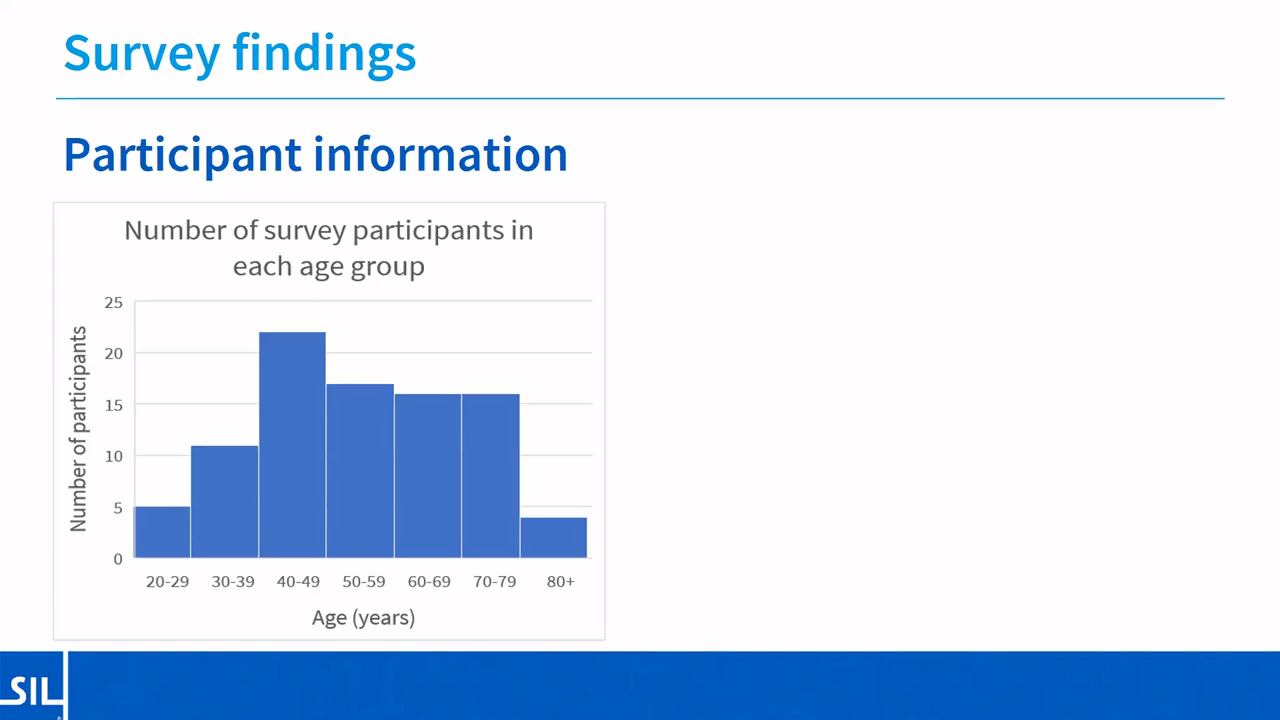 Survey findings
Participant information
Number of survey participants in
each age group
Number of participants
25
20
15
10
5
0
20-29 30-39 40-49 50-59 60-69 70-79 80+
Age (years)
SIL